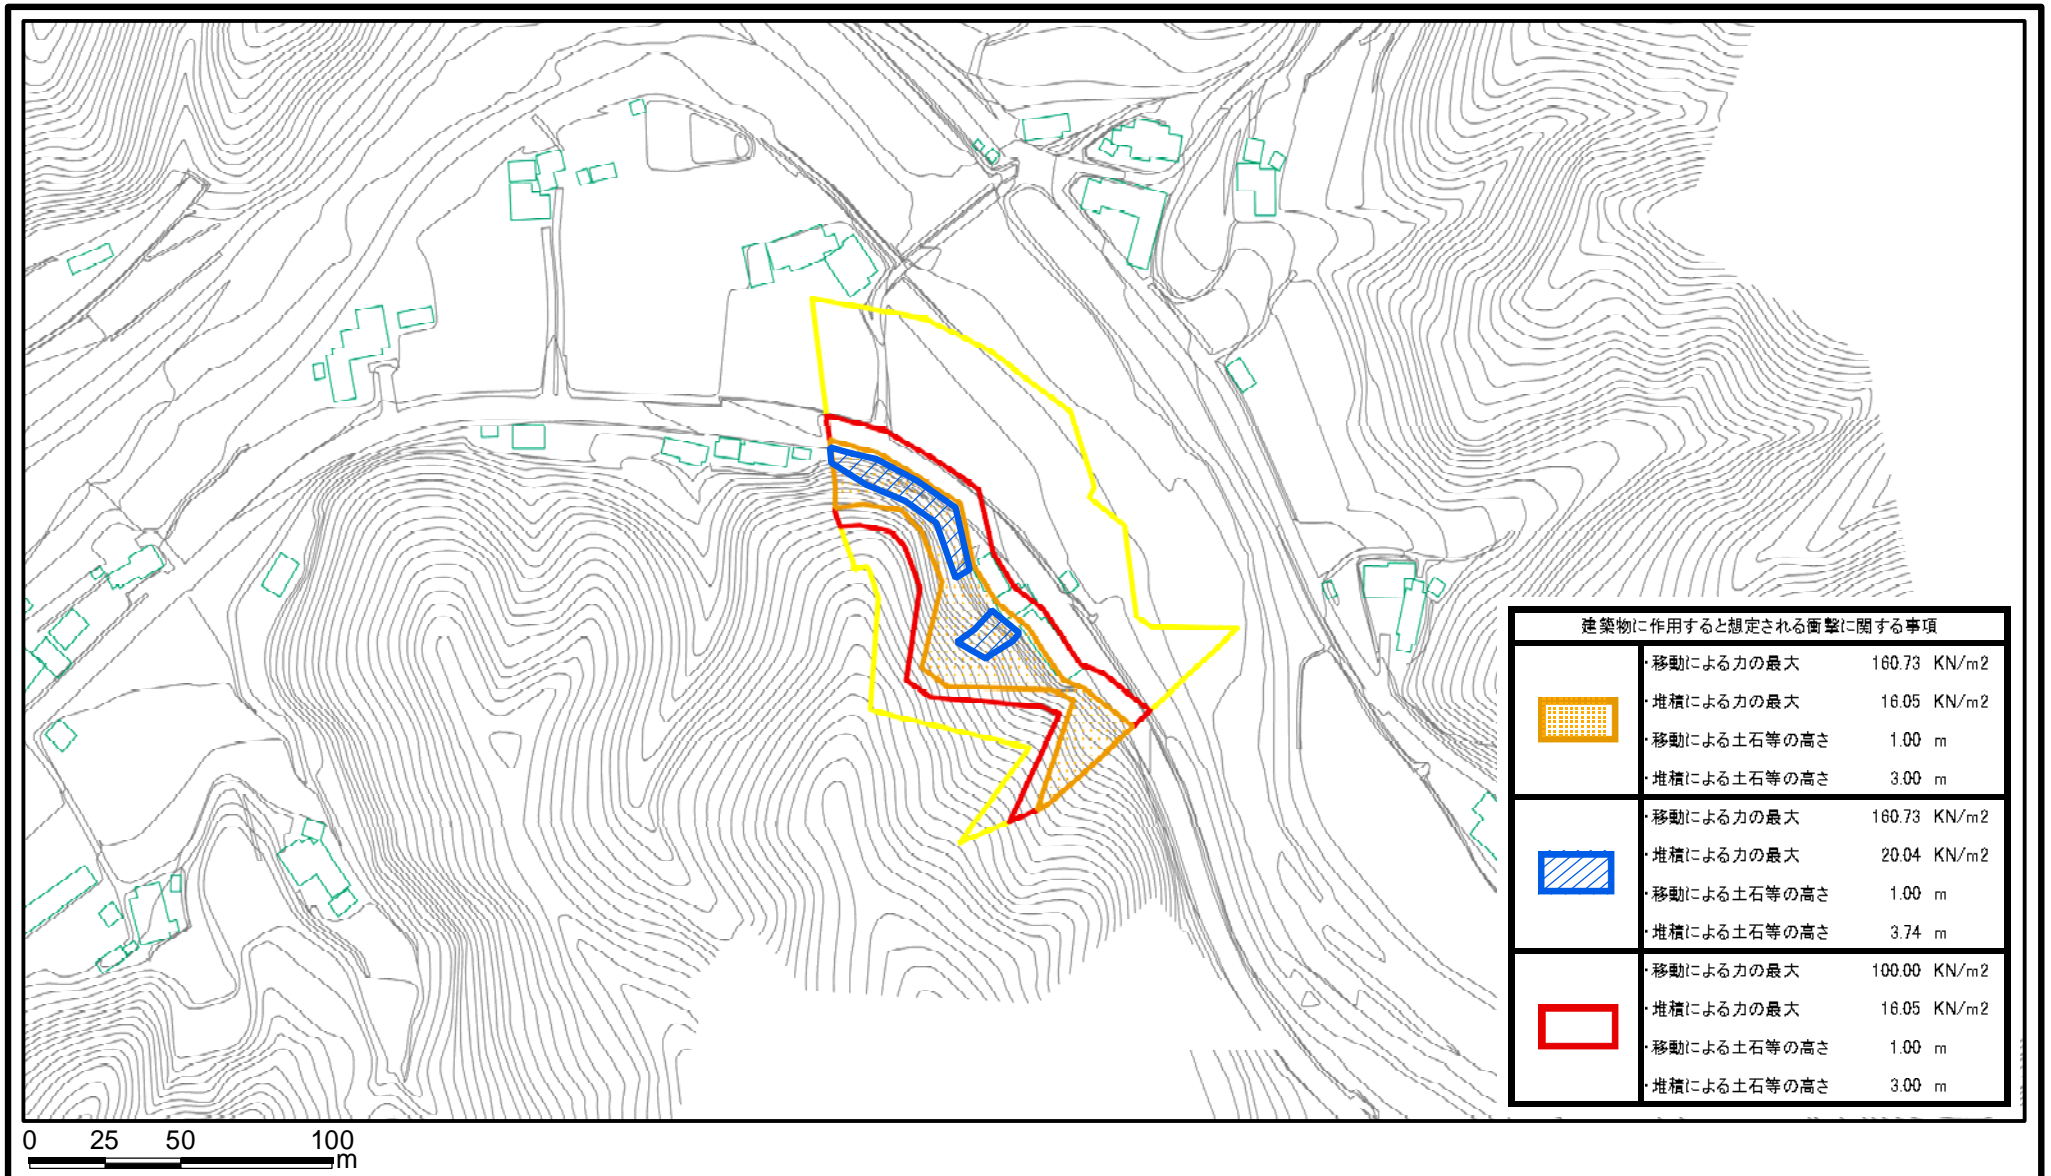 建築物に作用すると想定される衝撃に関する事項
・移動による力の最大 160.73 KN/m2
・堆積による力の最大 16.05 KN/m2
・移動による土石等の高さ 1.00 m
・堆積による土石等の高さ 3.00 m
・移動による力の最大 160.73 KN/m2
・堆積による力の最大 20.04 KN/m2
・移動による土石等の高さ 1.00 m
・堆積による土石等の高さ 3.74 m
・移動による力の最大 100.00 KN/m2
・堆積による力の最大 16.05 KN/m2
・移動による土石等の高さ 1.00 m
・堆積による土石等の高さ 3.00 m
0 25 50 100
m